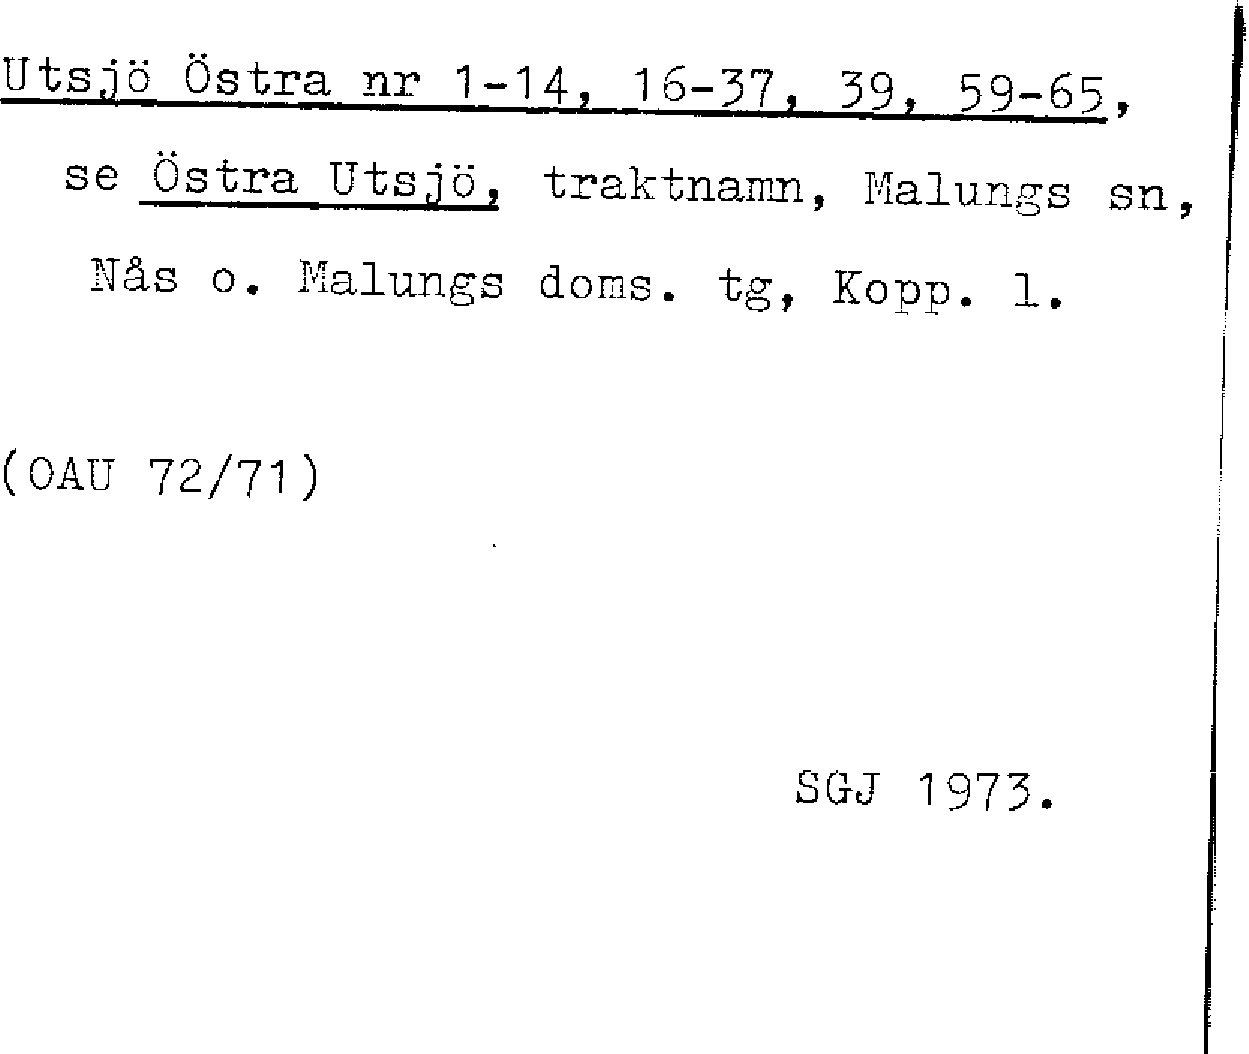 Utsjö Östra nr 1-14, 16-37, 39, 59-65,
se Östra Utsjö, traktnamn, Malungs sn,
Nås o. Malungs doms. tg, Kopp. l.
(OAU 72/71)
SGJ 1973.